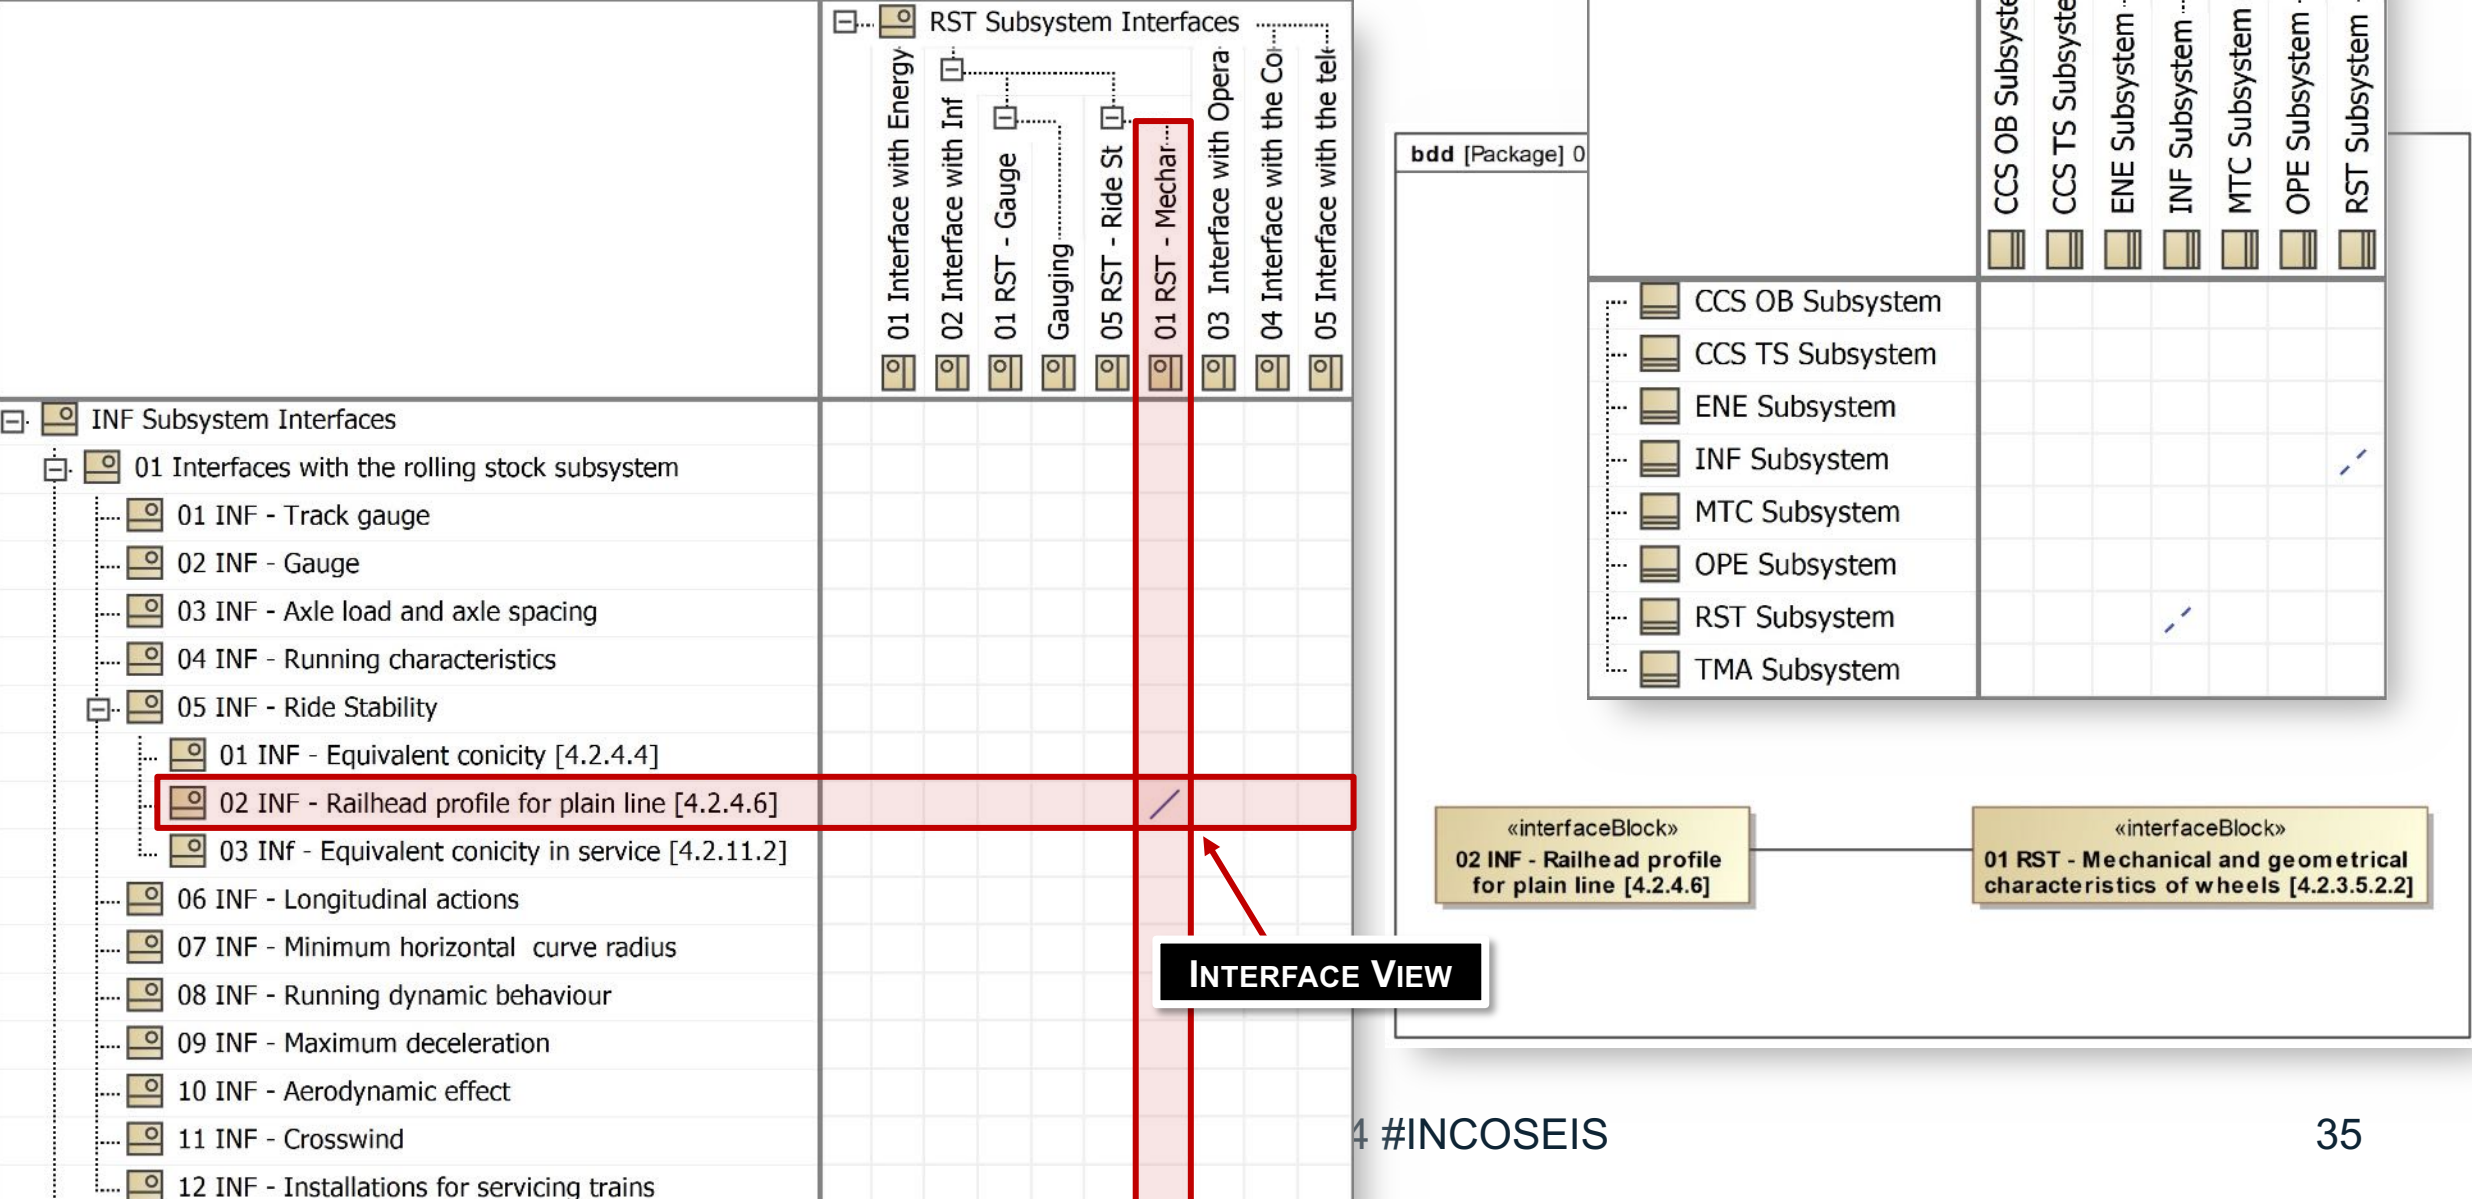 RST Subsystem Interfaces
01 Interface with Energy
02 Interface with Inf
01 RST - Gauge
Gauging
05 RST - Ride St
01 RST - Mechar
03 Interface with Opera
04 Interface with the Co
05 Interface with the tele
INF Subsystem Interfaces
01 Interfaces with the rolling stock subsystem
01 INF - Track gauge
02 INF - Gauge
03 INF - Axle load and axle spacing
04 INF - Running characteristics
05 INF - Ride Stability
01 INF - Equivalent conicity [4.2.4.4]
02 INF - Railhead profile for plain line [4.2.4.6]
03 INf - Equivalent conicity in service [4.2.11.2]
06 INF - Longitudinal actions
07 INF - Minimum horizontal curve radius
08 INF - Running dynamic behaviour
09 INF - Maximum deceleration
10 INF - Aerodynamic effect
11 INF - Crosswind
12 INF - Installations for servicing trains
INTERFACE VIEW
bdd [Package] 0
CCS OB Subsyste
CCS TS Subsyste
ENE Subsystem
INF Subsystem
MTC Subsystem
OPE Subsystem
RST Subsystem
CCS OB Subsystem
CCS TS Subsystem
ENE Subsystem
INF Subsystem
MTC Subsystem
OPE Subsystem
RST Subsystem
TMA Subsystem
«interfaceBlock»
02 INF - Railhead profile
for plain line [4.2.4.6]
«interfaceBlock»
01 RST - Mechanical and geometrical
characteristics of wheels [4.2.3.5.2.2]
4 #INCOSEIS
35